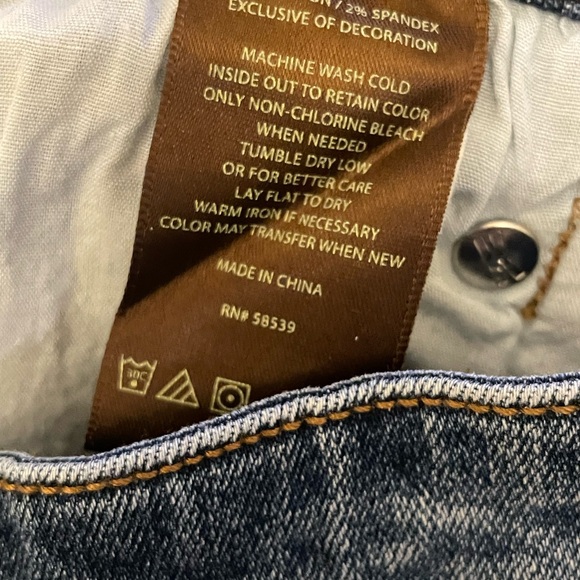 / 2% SPANDEX
EXCLUSIVE OF DECORATION
MACHINE WASH COLD
INSIDE OUT TO RETAIN COLOR
ONLY NON-CHLORINE BLEACH
WHEN NEEDED
TUMBLE DRY LOW
OR FOR BETTER CARE
LAY FLAT TO DRY
WARM IRON IF NECESSARY
COLOR MAY TRANSFER WHEN NEW
MADE IN CHINA
RN# 58539
30C